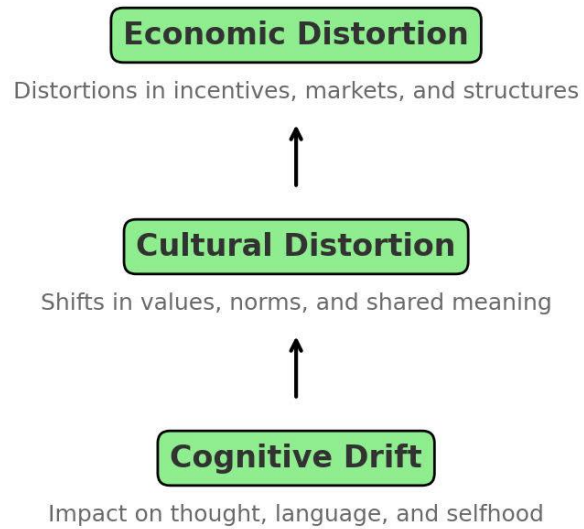 Economic Distortion
Distortions in incentives, markets, and structures
Cultural Distortion
Shifts in values, norms, and shared meaning
Cognitive Drift
Impact on thought, language, and selfhood